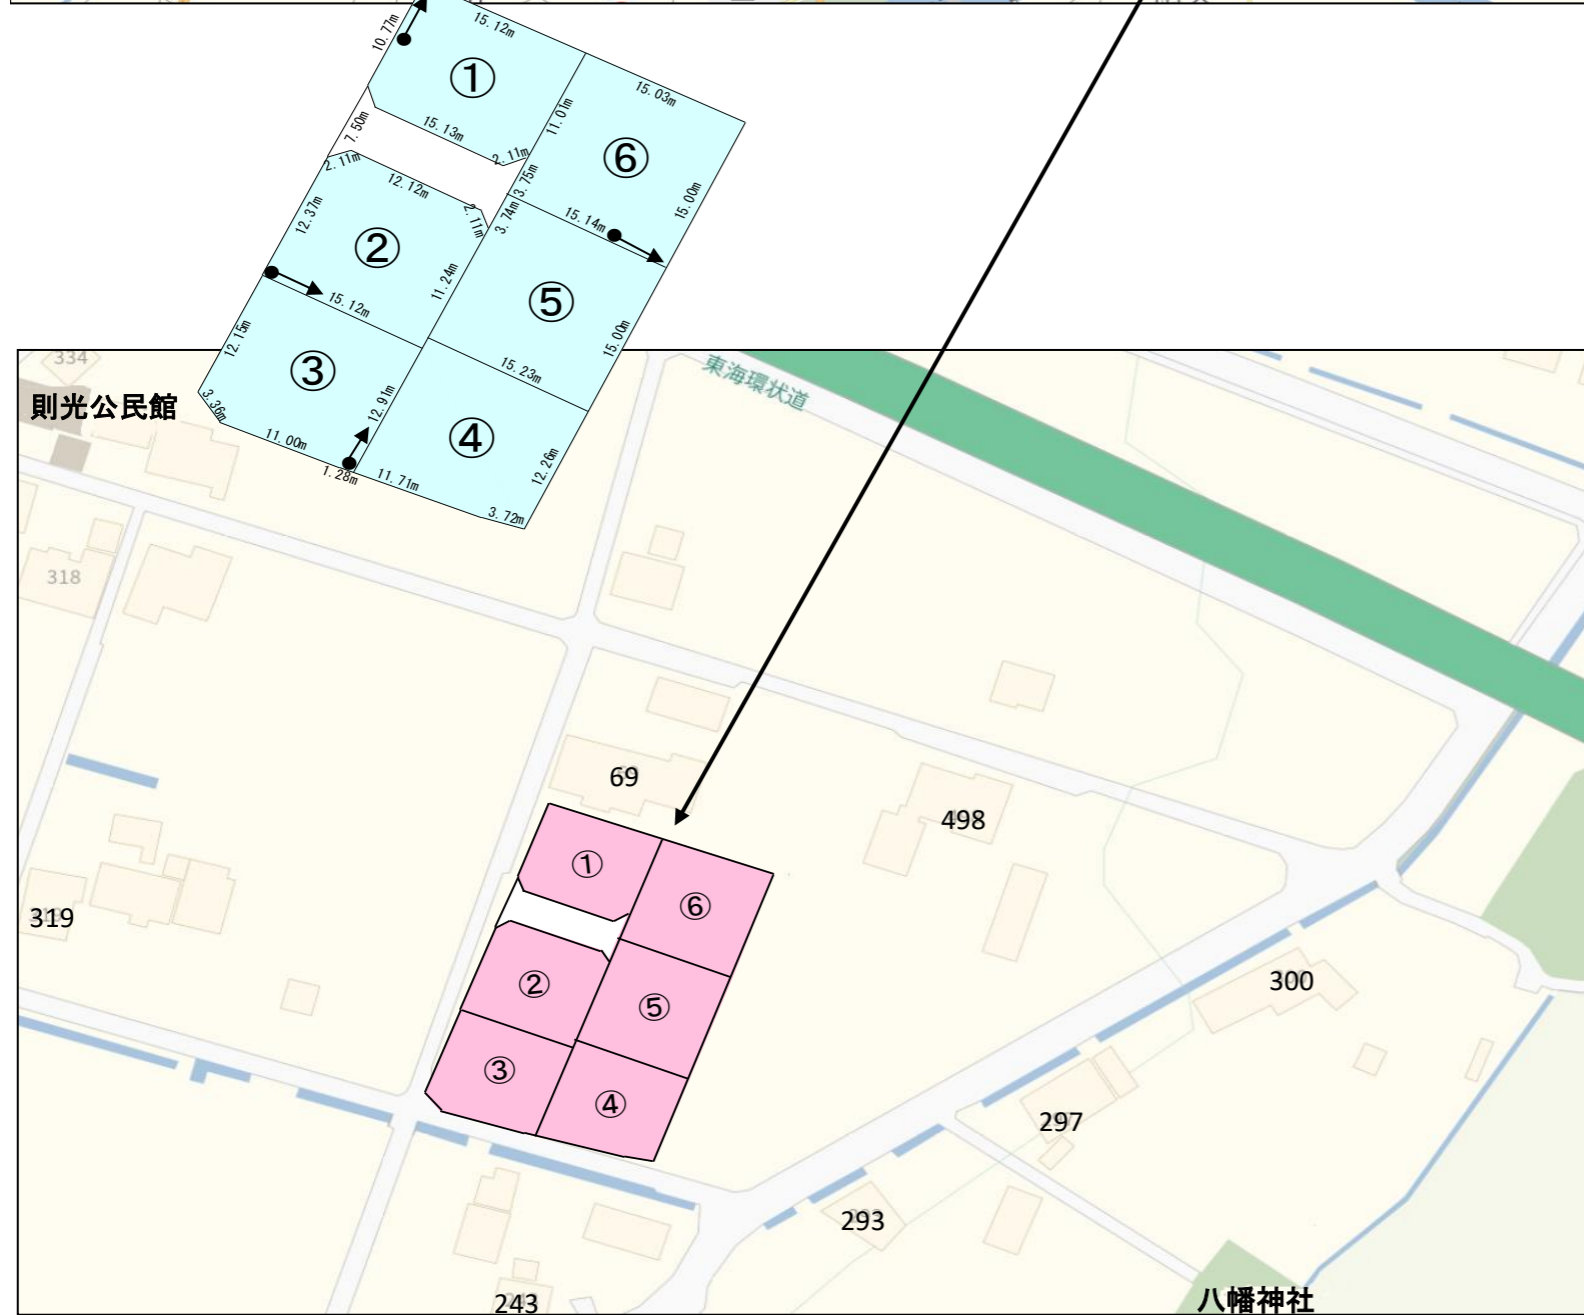 15.12m
10.77m
①
15.03m
11.01m
7.50m
15.13m
2.11m
⑥
2.11m
12.12m
3.75m
15.00m
2.11m
3.74m
15.14m
12.37m
②
11.24m
⑤
15.12m
12.15m
15.00m
15.23m
③
3.36m
12.91m
④
11.00m
1.28m
11.71m
12.26m
3.72m
334
則光公民館
東海環状道
318
69
498
①
⑥
319
②
⑤
300
③
④
297
293
243
八幡神社